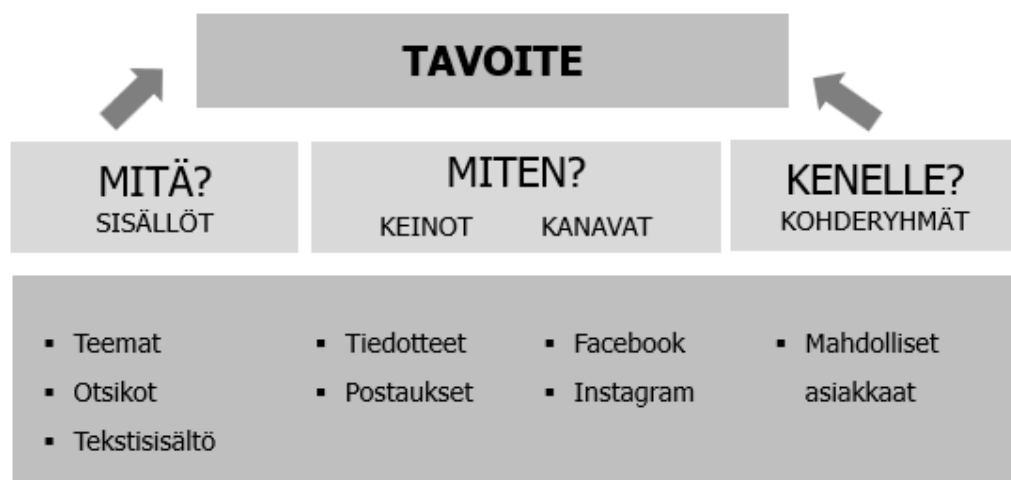 TAVOITE
MITÄ?
SISÄLLÖT
MITEN?
KEINOT KANAVAT
KENELLE?
KOHDERYHMÄT
▪ Teemat
▪ Otsikot
▪ Tekstisisältö
▪ Tiedotteet
▪ Postaukset
▪ Facebook
▪ Instagram
▪ Mahdolliset
asiakkaat